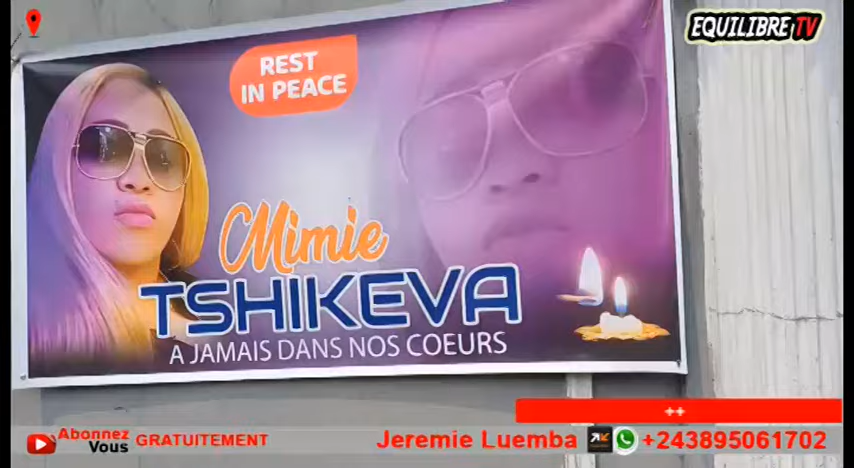 EQUILIBRE TV
REST
IN PEACE
Mimie
TSHIKEVA
A JAMAIS DANS NOS COEURS
++
Abonnez
Vous
GRATUITEMENT
Jeremie Luemba
+243895061702